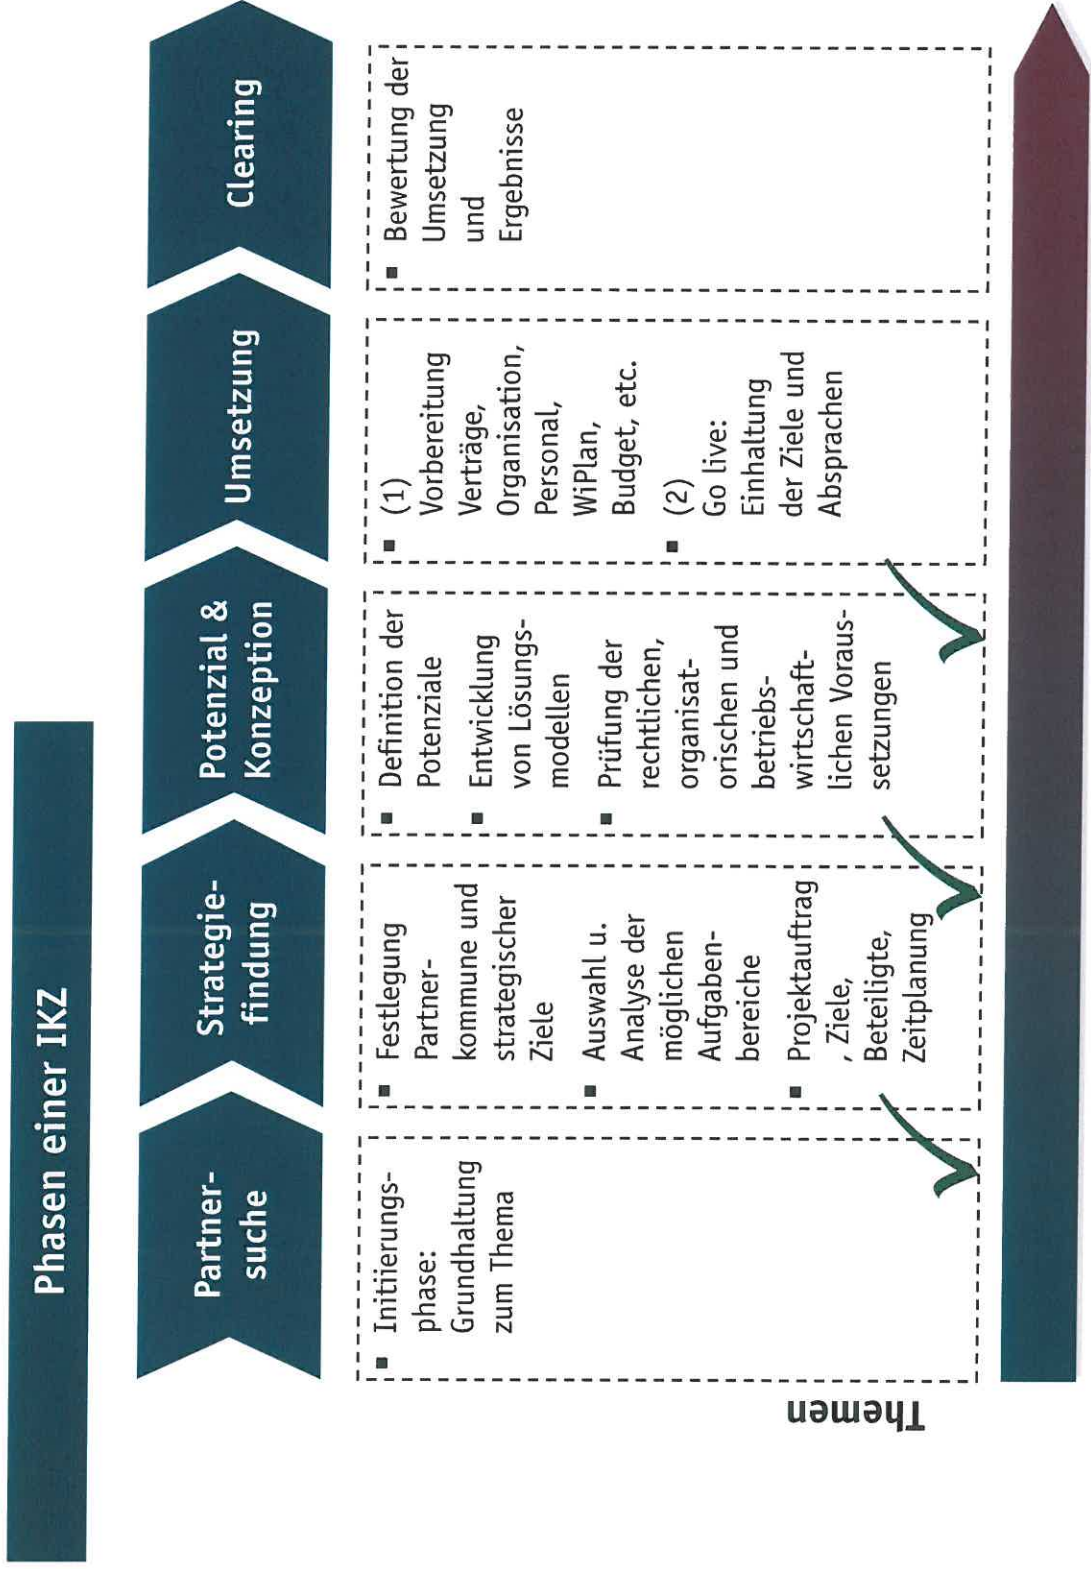 Phasen einer IKZ
Partner-
suche
Strategie-
findung
Potenzial &
Konzeption
Umsetzung
Clearing
Themen
▪ Initiierungs-
phase:
Grundhaltung
zum Thema
▪ Festlegung
Partner-
kommune und
strategischer
Ziele
▪ Auswahl u.
Analyse der
möglichen
Aufgaben-
bereiche
▪ Projektauftrag
, Ziele,
Beteiligte,
Zeitplanung
▪ Definition der
Potenziale
▪ Entwicklung
von Lösungs-
modellen
▪ Prüfung der
rechtlichen,
organisat-
orischen und
betriebs-
wirtschaft-
lichen Voraus-
setzungen
▪ (1)
Vorbereitung
Verträge,
Organisation,
Personal,
WiPlan,
Budget, etc.
▪ (2)
Go live:
Einhaltung
der Ziele und
Absprachen
▪ Bewertung der
Umsetzung
und
Ergebnisse